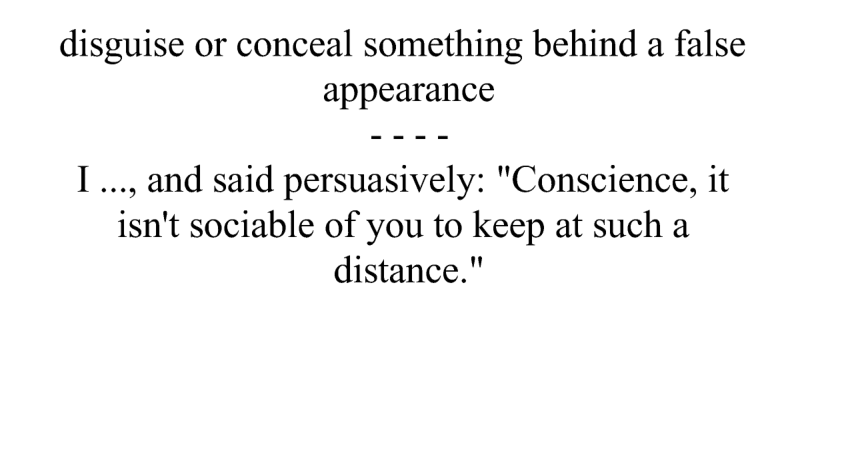 disguise or conceal something behind a false
appearance
- - - -
I ..., and said persuasively: "Conscience, it
isn't sociable of you to keep at such a
distance."